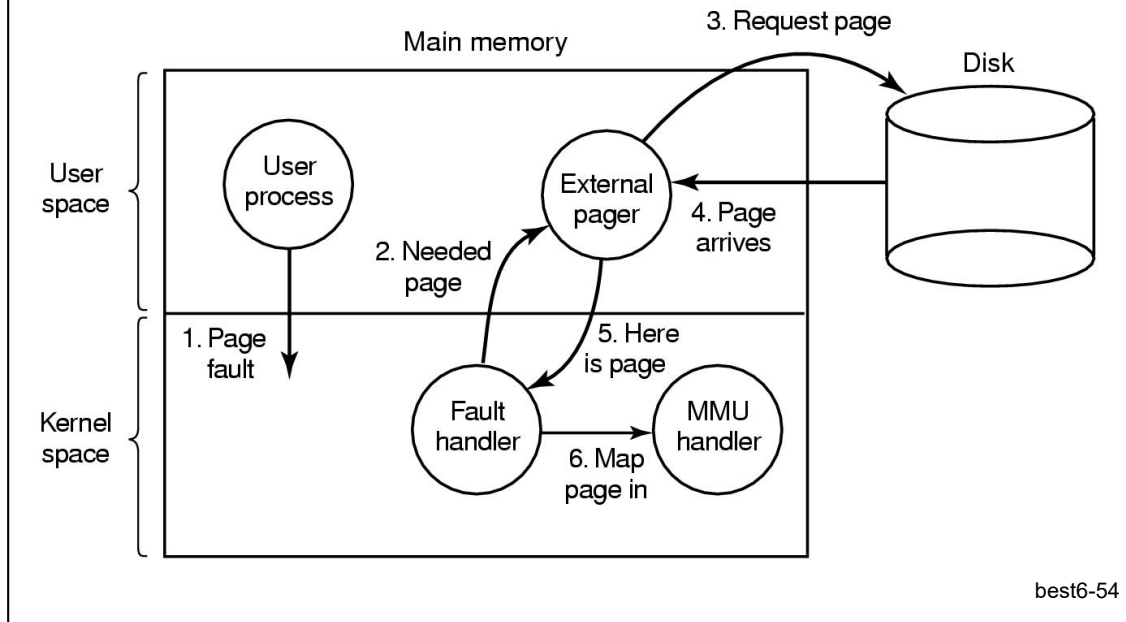 3. Request page
Main memory
Disk
User
space
User
process
External
pager
4. Page
arrives
2. Needed
page
1. Page
fault
5. Here
is page
Kernel
space
Fault
handler
MMU
handler
6. Map
page in
best6-54